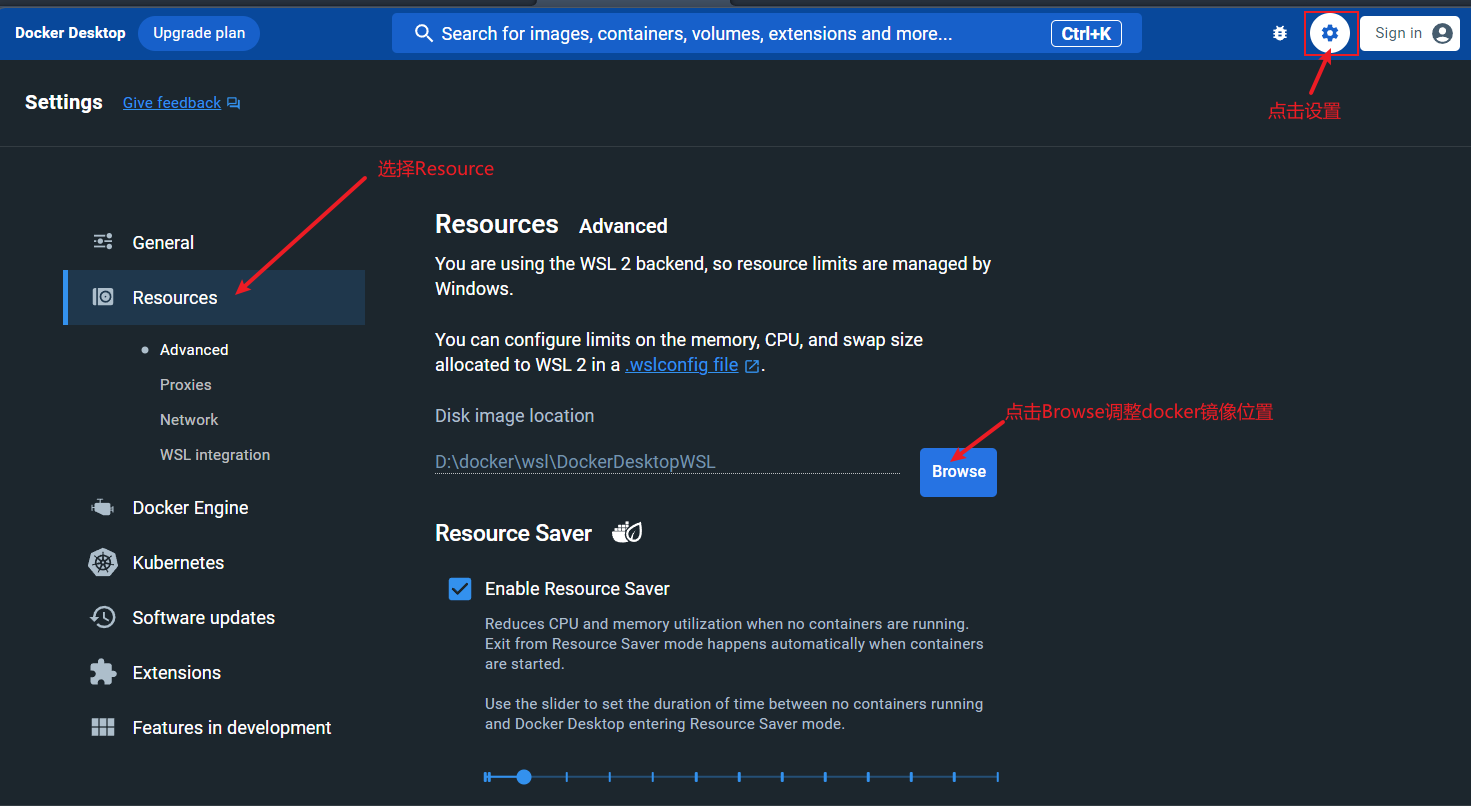 Docker Desktop
Upgrade plan
Search for images, containers, volumes, extensions and more...
Ctrl+K
Sign in
Settings
Give feedback
点击设置
选择Resource
General
Resources
Advanced
Proxies
Network
WSL integration
Docker Engine
Kubernetes
Software updates
Extensions
Features in development
Resources Advanced
You are using the WSL 2 backend, so resource limits are managed by
Windows.
You can configure limits on the memory, CPU, and swap size
allocated to WSL 2 in a .wslconfig file .
Disk image location
点击Browse调整docker镜像位置
D:\docker\wsl\DockerDesktopWSL
Browse
Resource Saver
Enable Resource Saver
Reduces CPU and memory utilization when no containers are running.
Exit from Resource Saver mode happens automatically when containers
are started.
Use the slider to set the duration of time between no containers running
and Docker Desktop entering Resource Saver mode.